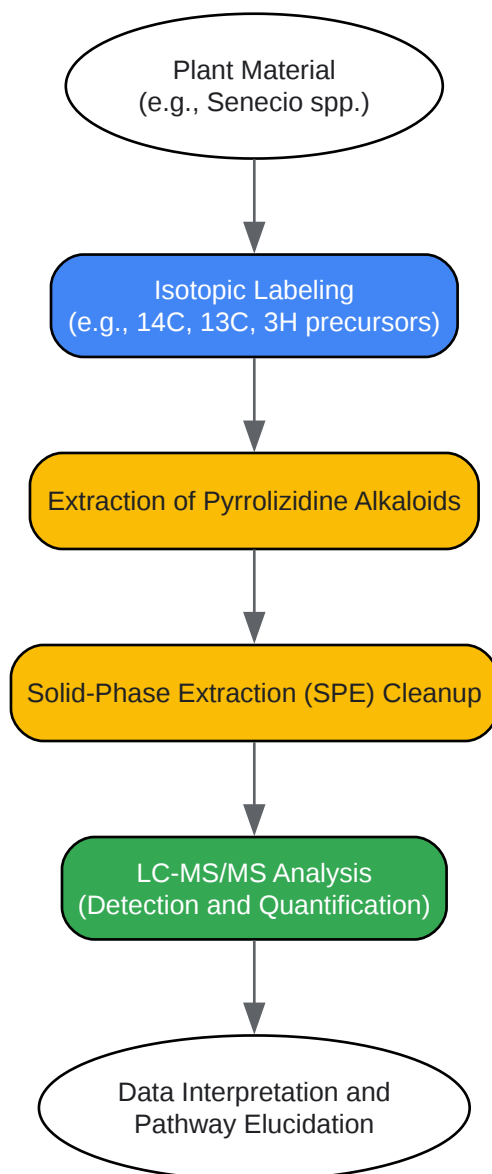 Plant Material
(e.g., Senecio spp.)
Isotopic Labeling
(e.g., 14C, 13C, 3H precursors)
Extraction of Pyrrolizidine Alkaloids
Solid-Phase Extraction (SPE) Cleanup
LC-MS/MS Analysis
(Detection and Quantification)
Data Interpretation and
Pathway Elucidation